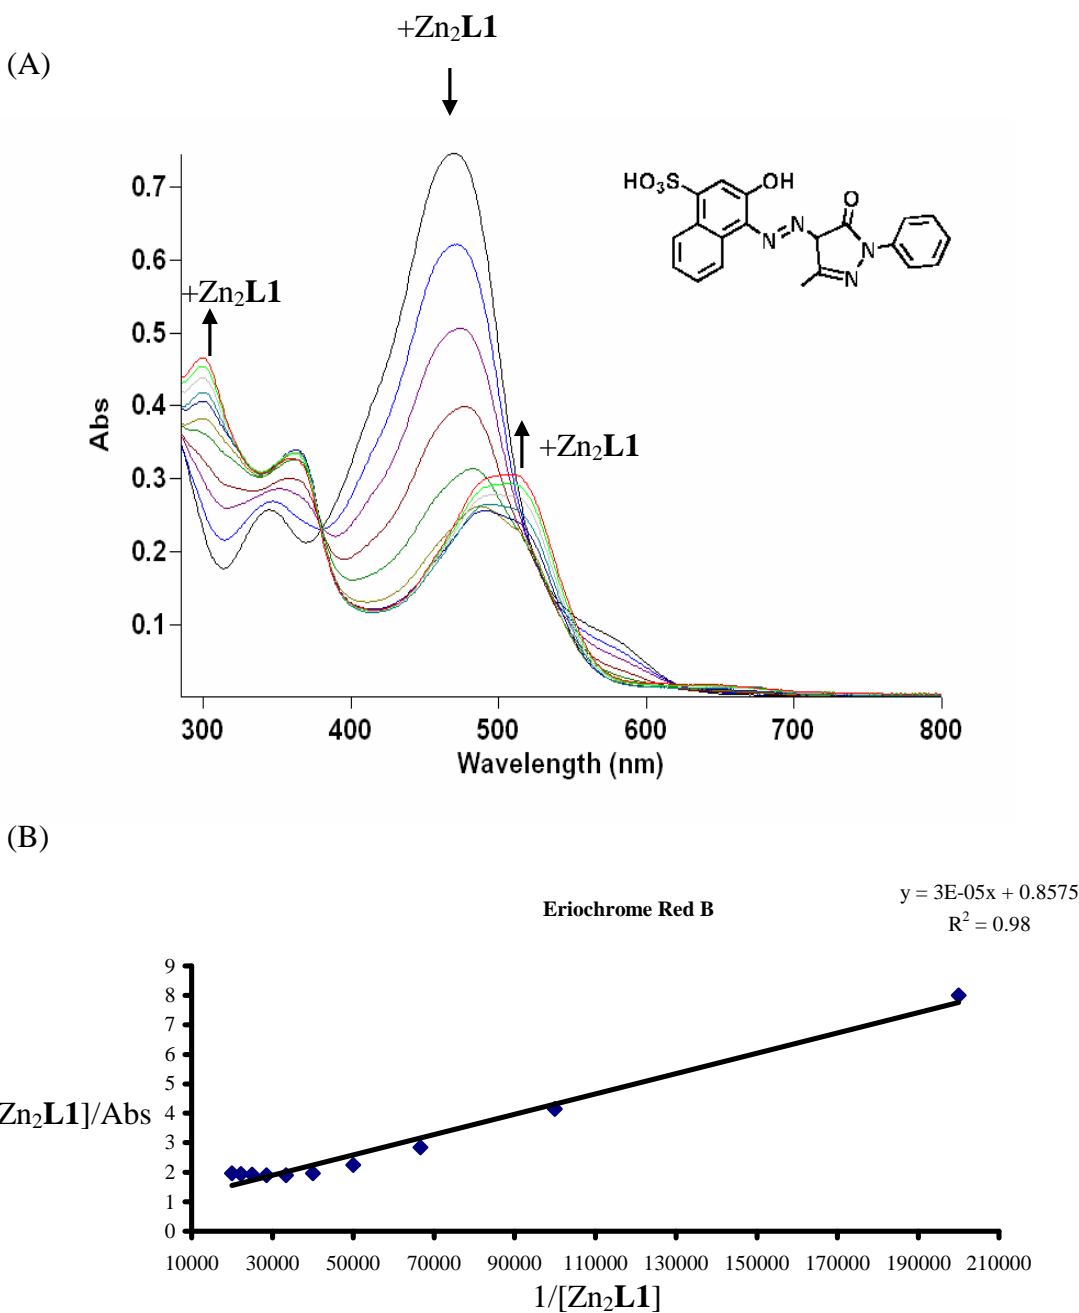 +Zn₂L1
(A)
HO₃S
OH
O
N
N
N
N
0.7
0.6
+Zn₂L1
0.5
0.4
+Zn₂L1
0.3
0.2
0.1
Abs
300 400 500 600 700 800
Wavelength (nm)
(B)
y = 3E-05x + 0.8575
Eriochrome Red B
R² = 0.98
9
8
7
6
5
4
Zn₂L1]/Abs
3
2
1
0
10000 30000 50000 70000 90000 110000 130000 150000 170000 190000 210000
1/[Zn₂L1]